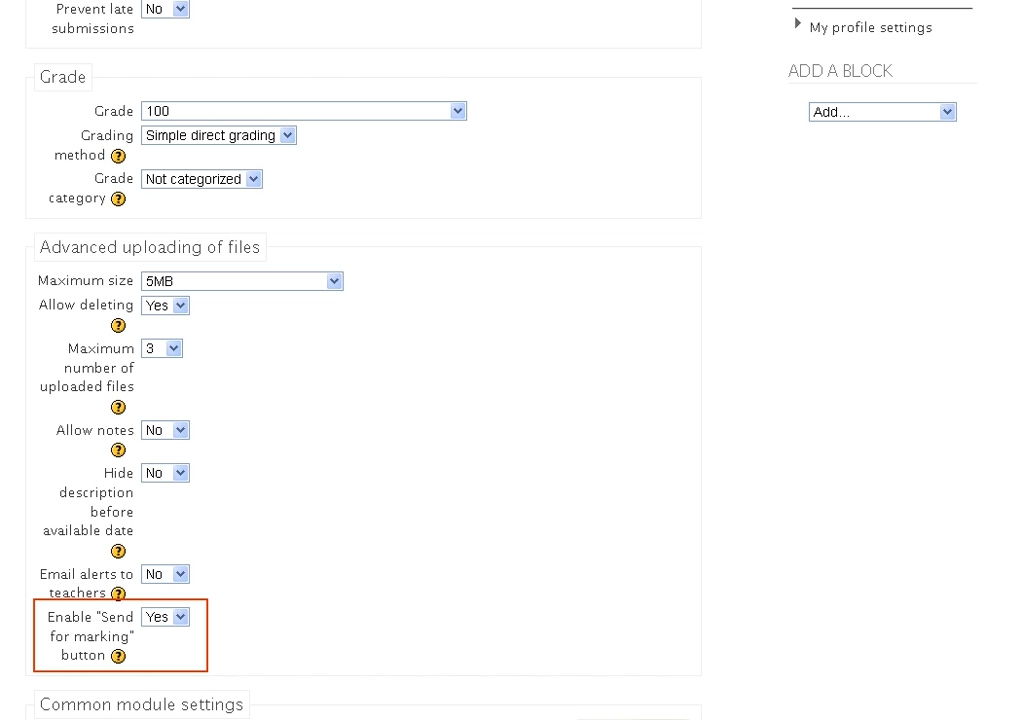 Prevent late No
submissions
My profile settings
ADD A BLOCK
Add...
Grade
Grade 100
Grading Simple direct grading
method ?
Grade Not categorized
category ?
Advanced uploading of files
Maximum size 5MB
Allow deleting Yes
?
Maximum 3
number of
uploaded files
?
Allow notes No
?
Hide No
description
before
available date
?
Email alerts to No
teachers ?
Enable "Send Yes
for marking"
button ?
Common module settings